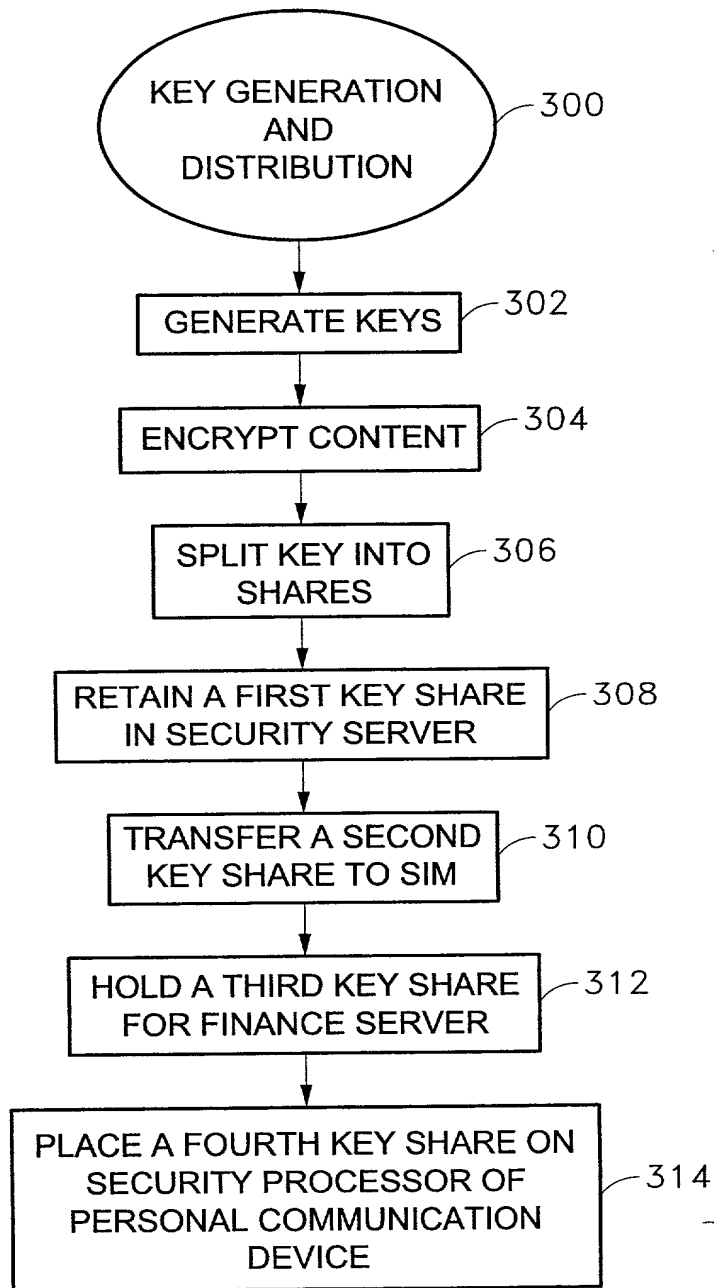 KEY GENERATION
AND
DISTRIBUTION
300
GENERATE KEYS
302
ENCRYPT CONTENT
304
SPLIT KEY INTO
SHARES
306
RETAIN A FIRST KEY SHARE
IN SECURITY SERVER
308
TRANSFER A SECOND
KEY SHARE TO SIM
310
HOLD A THIRD KEY SHARE
FOR FINANCE SERVER
312
PLACE A FOURTH KEY SHARE ON
SECURITY PROCESSOR OF
PERSONAL COMMUNICATION
DEVICE
314